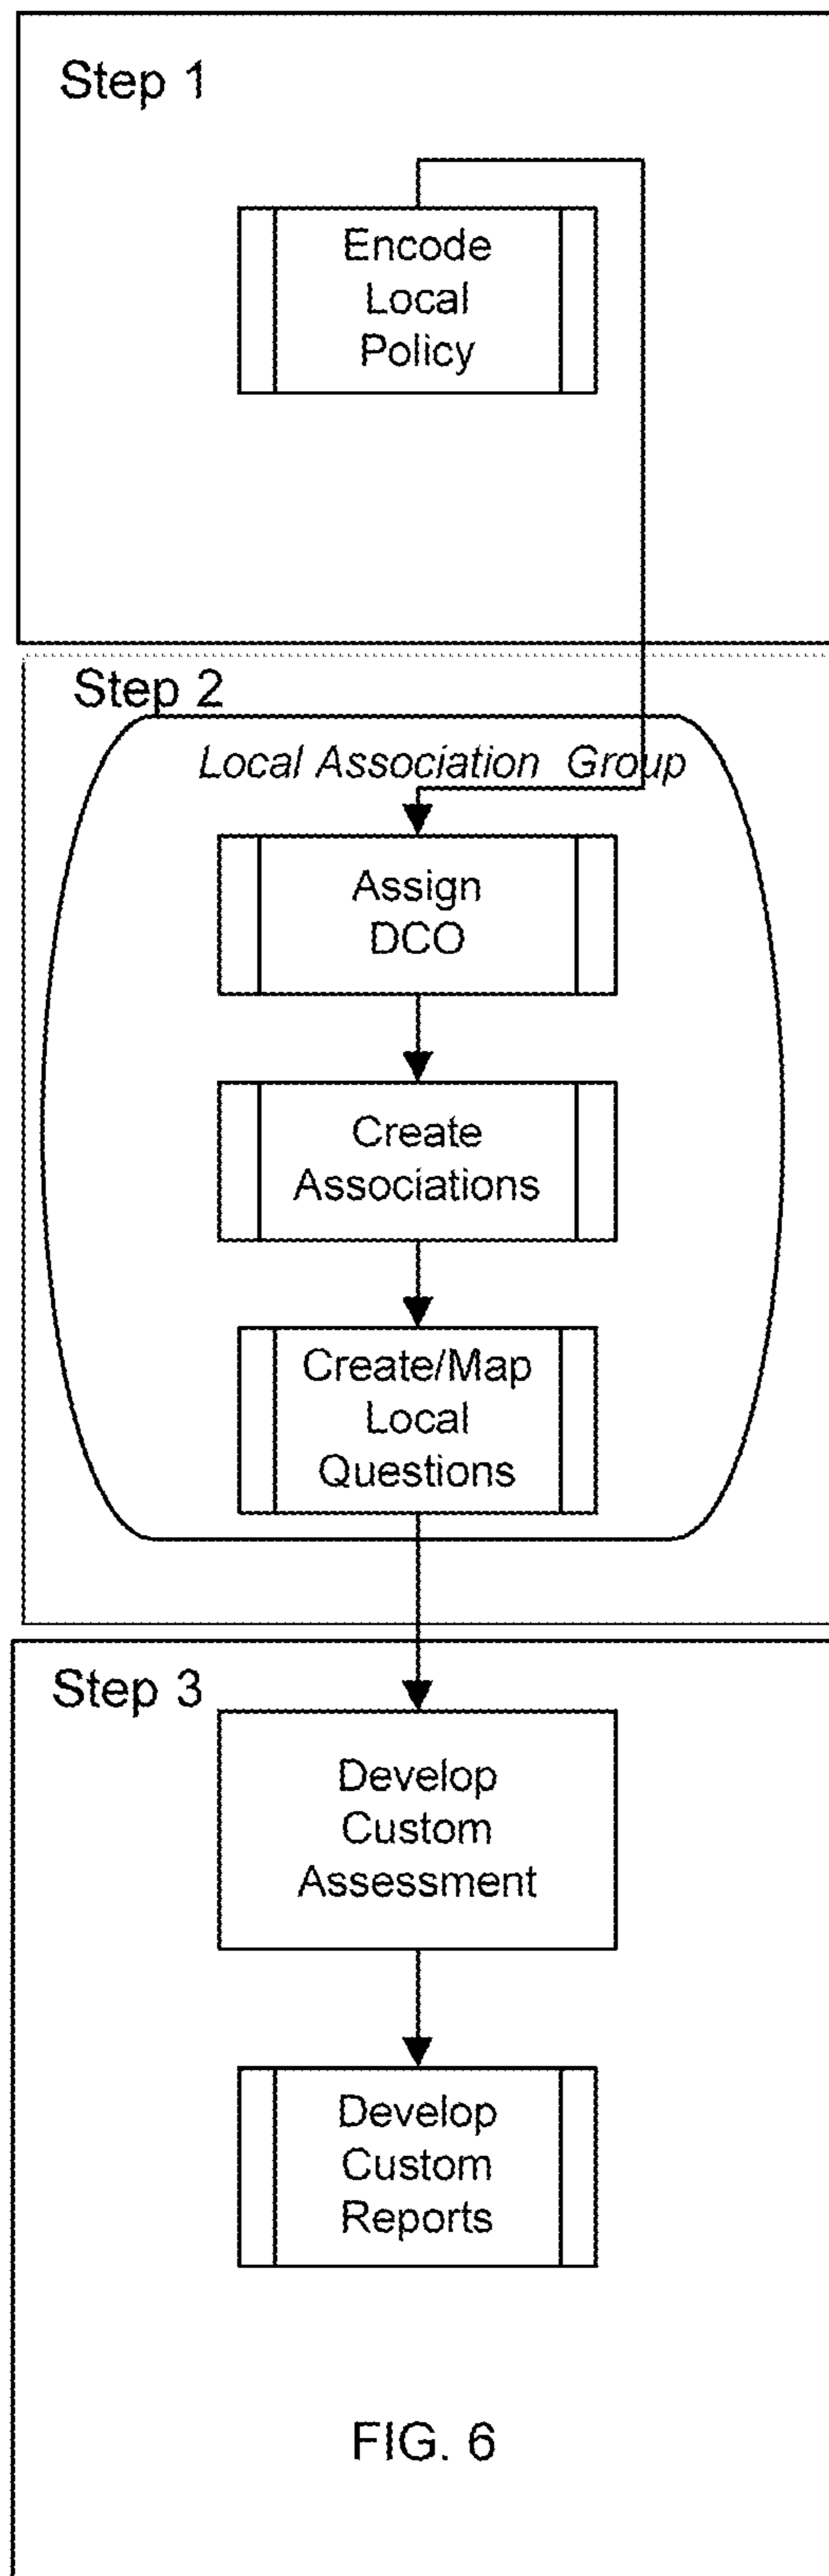 Step 1
Encode
Local
Policy
Step 2
Local Association Group
Assign
DCO
Create
Associations
Create/Map
Local
Questions
Step 3
Develop
Custom
Assessment
Develop
Custom
Reports
FIG. 6